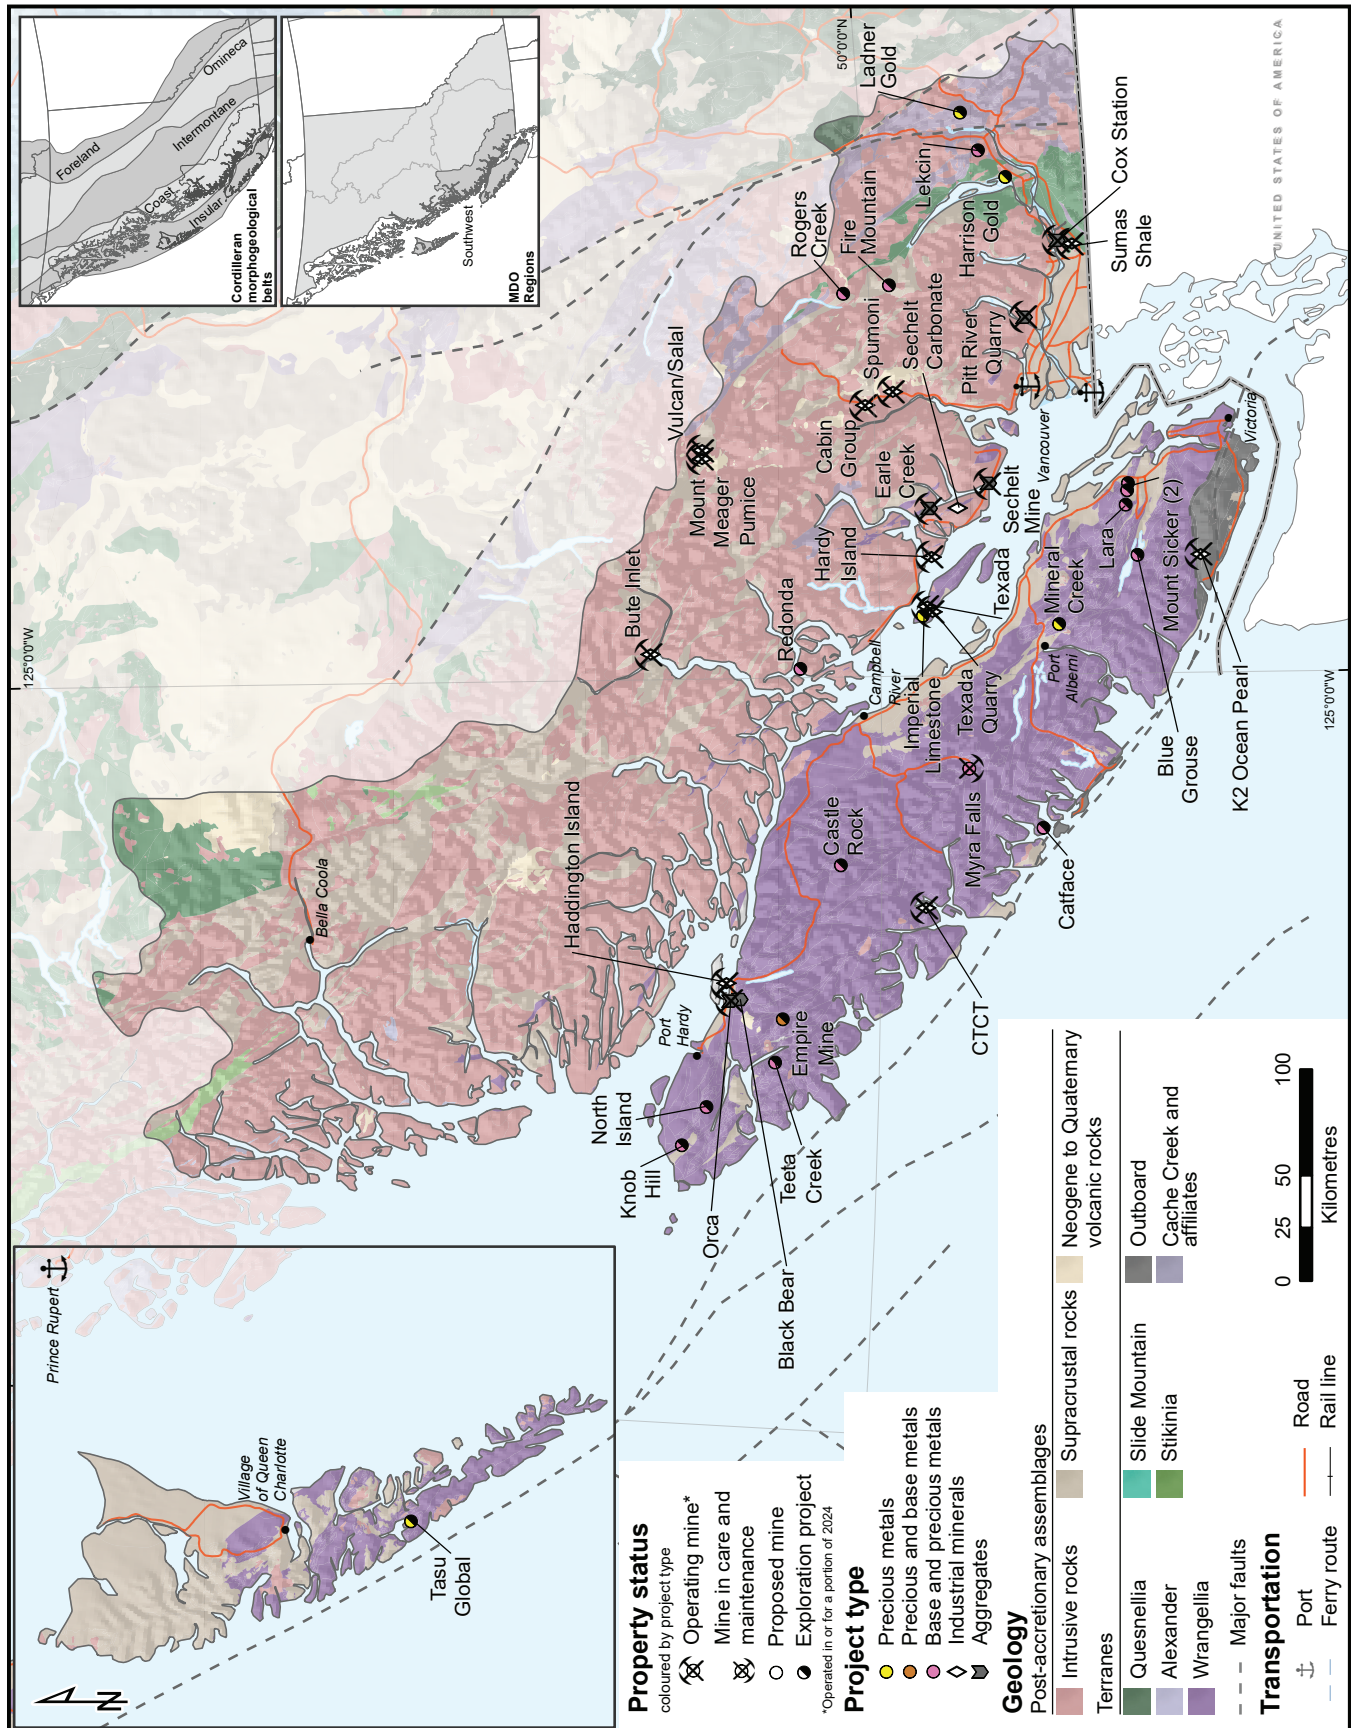 Foreland
Omineca
Intermontane
Coast
Insular
Cordilleran
morphogeological
belts
Southwest
MDO
Regions
50°0'0"N
125°0'0"W
125°0'0"W
UNITED STATES OF AMERICA
Ladner
Gold
Lekcin
Cox Station
Sumas
Shale
Harrison
Gold
Rogers
Creek
Fire
Mountain
Spumoni
Sechelt
Carbonate
Pitt River
Quarry
Vancouver
Victoria
Vulcan/Salal
Mount
Meager
Pumice
Cabin
Group
Earle
Creek
Sechelt
Mine
Hardy
Island
Bute Inlet
Redonda
Texada
Mineral
Creek
Lara
Mount Sicker (2)
Campbell
River
Imperial
Limestone
Texada
Quarry
Port
Alberni
Blue
Grouse
K2 Ocean Pearl
Myra Falls
Catface
Castle
Rock
CTCT
Haddington Island
Bella Coola
Port
Hardy
Empire
Mine
North
Island
Knob
Hill
Teeta
Creek
Orca
Black Bear
Prince Rupert
Village
of Queen
Charlotte
Tasu
Global
N
Property status
coloured by project type
Operating mine*
Mine in care and
maintenance
Proposed mine
Exploration project
*Operated in or for a portion of 2024
Project type
Precious metals
Precious and base metals
Base and precious metals
Industrial minerals
Aggregates
Geology
Post-accretionary assemblages
Intrusive rocks
Supracrustal rocks
Neogene to Quaternary
volcanic rocks
Terranes
Quesnellia
Slide Mountain
Outboard
Alexander
Stikinia
Cache Creek and
affiliates
Wrangellia
Major faults
Transportation
Port
Road
Ferry route
Rail line
0 25 50 100
Kilometres